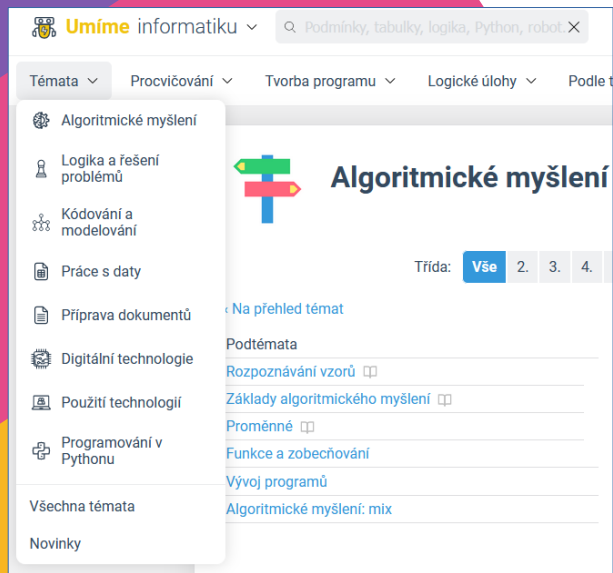 Umíme informatiku
Podmínky, tabulky, logika, Python, robot.
Témata
Procvičování
Tvorba programu
Logické úlohy
Podle
Algoritmické myšlení
Logika a řešení
problémů
Kódování a
modelování
Práce s daty
Příprava dokumentů
Digitální technologie
Použití technologií
Programování v
Pythonu
Všechna témata
Novinky
Algoritmické myšlení
Třída: Vše 2. 3. 4.
‹ Na přehled témat
Podtémata
Rozpoznávání vzorů
Základy algoritmického myšlení
Proměnné
Funkce a zobecňování
Vývoj programů
Algoritmické myšlení: mix